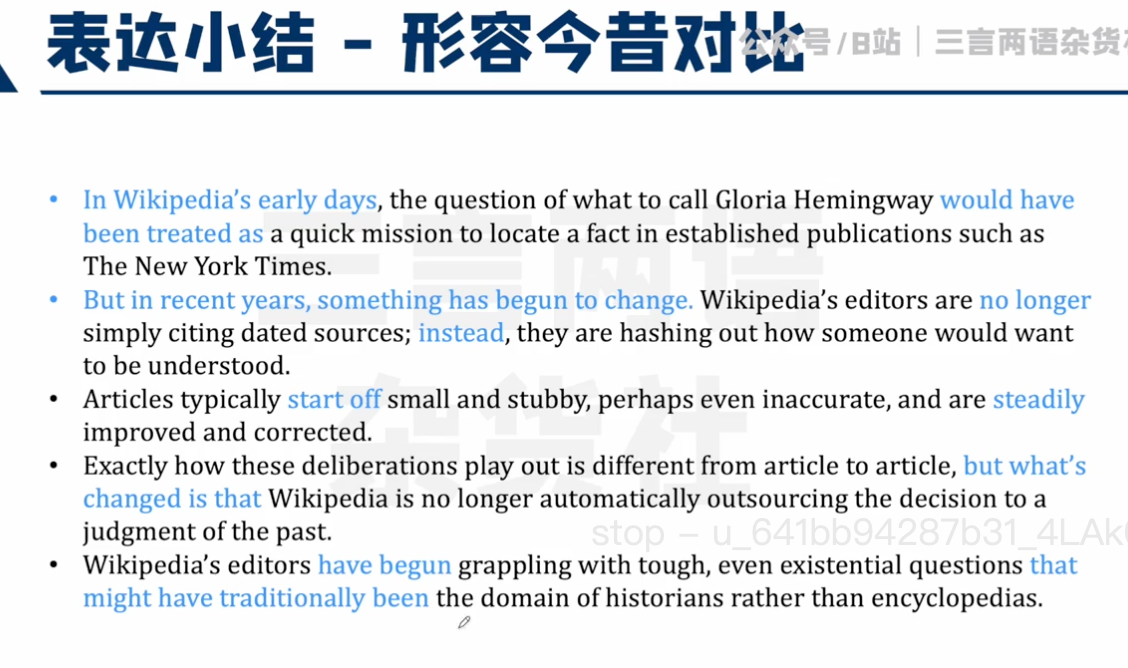 表达小结 - 形容今昔对比
公众号/B站｜三言两语杂货
• In Wikipedia’s early days, the question of what to call Gloria Hemingway would have
been treated as a quick mission to locate a fact in established publications such as
The New York Times.
• But in recent years, something has begun to change. Wikipedia’s editors are no longer
simply citing dated sources; instead, they are hashing out how someone would want
to be understood.
• Articles typically start off small and stubby, perhaps even inaccurate, and are steadily
improved and corrected.
• Exactly how these deliberations play out is different from article to article, but what’s
changed is that Wikipedia is no longer automatically outsourcing the decision to a
judgment of the past.
• Wikipedia’s editors have begun grappling with tough, even existential questions that
might have traditionally been the domain of historians rather than encyclopedias.
三言两语
杂货社
stop – u_641bb94287b31_4LAk